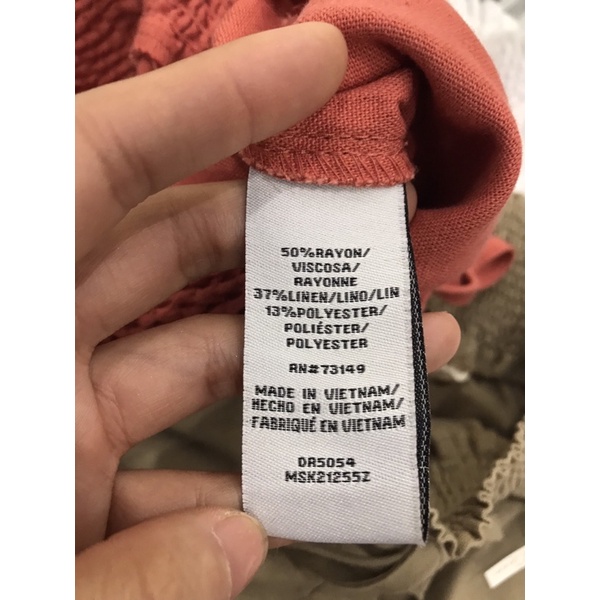 50%RAYON/
VISCOSA/
RAYONNE
37%LINEN/LINO/LIN
13%POLYESTER/
POLIÉSTER/
POLYESTER
RN#73149
MADE IN VIETNAM/
HECHO EN VIETNAM/
FABRIQUÉ EN VIETNAM
DR5054
MSK21255Z